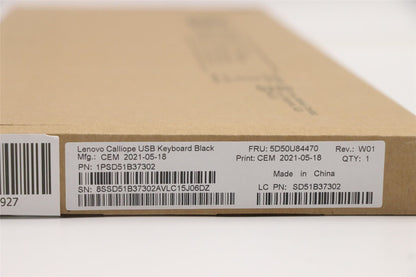 Lenovo Calliope USB Keyboard Black FRU: 5D50U84470 Rev.: W01
Mfg.: CEM 2021-05-18 Print: CEM 2021-05-18 QTY: 1
PN: 1PSD51B37302
Made in China
SN: 8SSD51B37302AVLC15J06DZ LC PN: SD51B37302
927